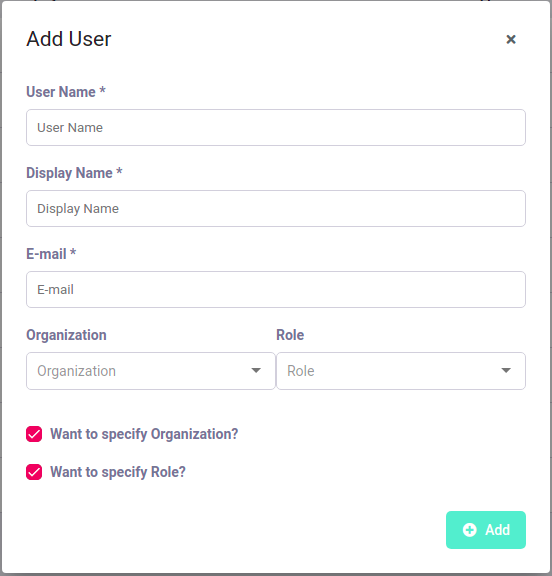 Add User
×
User Name *
User Name
Display Name *
Display Name
E-mail *
E-mail
Organization Role
Organization Role
Want to specify Organization?
Want to specify Role?
Add